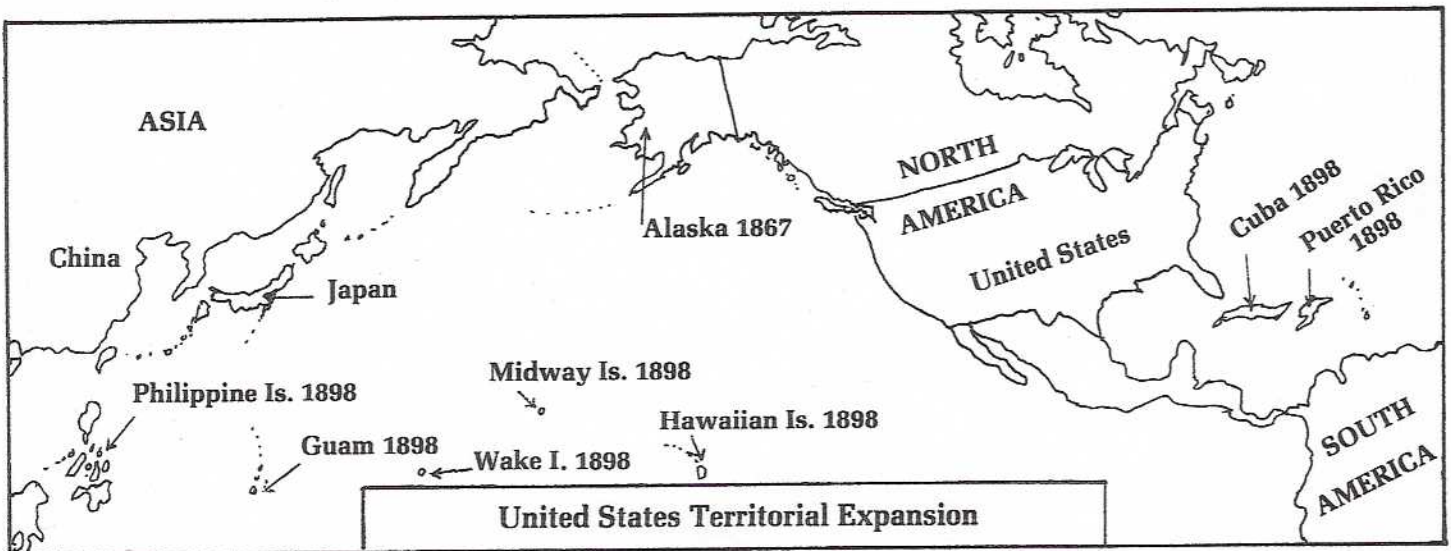 ASIA
NORTH
AMERICA
United States
Cuba 1898
Puerto Rico
1898
Alaska 1867
China
Japan
Midway Is. 1898
Philippine Is. 1898
Hawaiian Is. 1898
Guam 1898
Wake I. 1898
SOUTH
AMERICA
United States Territorial Expansion